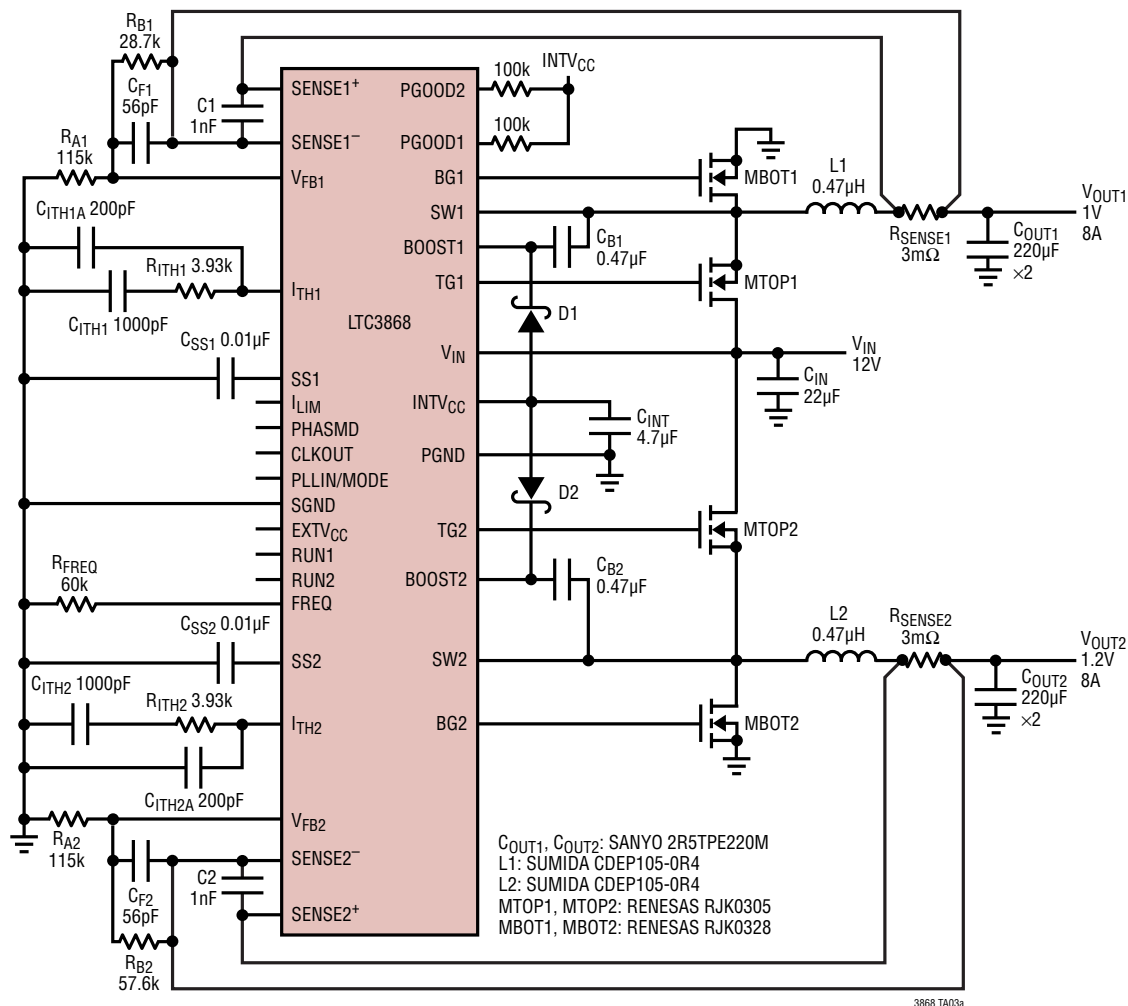 RB1
28.7k
CF1
56pF
C1
1nF
RA1
115k
CITH1A 200pF
RITH1 3.93k
CITH1 1000pF
CSS1 0.01µF
RFREQ
60k
CSS2 0.01µF
CITH2 1000pF
RITH2 3.93k
CITH2A 200pF
RA2
115k
CF2
56pF
C2
1nF
RB2
57.6k
SENSE1+
SENSE1–
VFB1
ITH1
LTC3868
SS1
ILIM
PHASMD
CLKOUT
PLLIN/MODE
SGND
EXTVCC
RUN1
RUN2
FREQ
SS2
ITH2
VFB2
SENSE2–
SENSE2+
PGOOD2
PGOOD1
BG1
SW1
BOOST1
TG1
VIN
INTVCC
PGND
TG2
BOOST2
SW2
BG2
100k
INTVCC
100k
MBOT1
L1
0.47µH
CB1
0.47µF
MTOP1
RSENSE1
3mΩ
VOUT1
1V
8A
COUT1
220µF
×2
D1
VIN
12V
CIN
22µF
CINT
4.7µF
D2
MTOP2
CB2
0.47µF
L2
0.47µH
RSENSE2
3mΩ
VOUT2
1.2V
8A
COUT2
220µF
×2
MBOT2
COUT1, COUT2: SANYO 2R5TPE220M
L1: SUMIDA CDEP105-0R4
L2: SUMIDA CDEP105-0R4
MTOP1, MTOP2: RENESAS RJK0305
MBOT1, MBOT2: RENESAS RJK0328
3868 TA03a